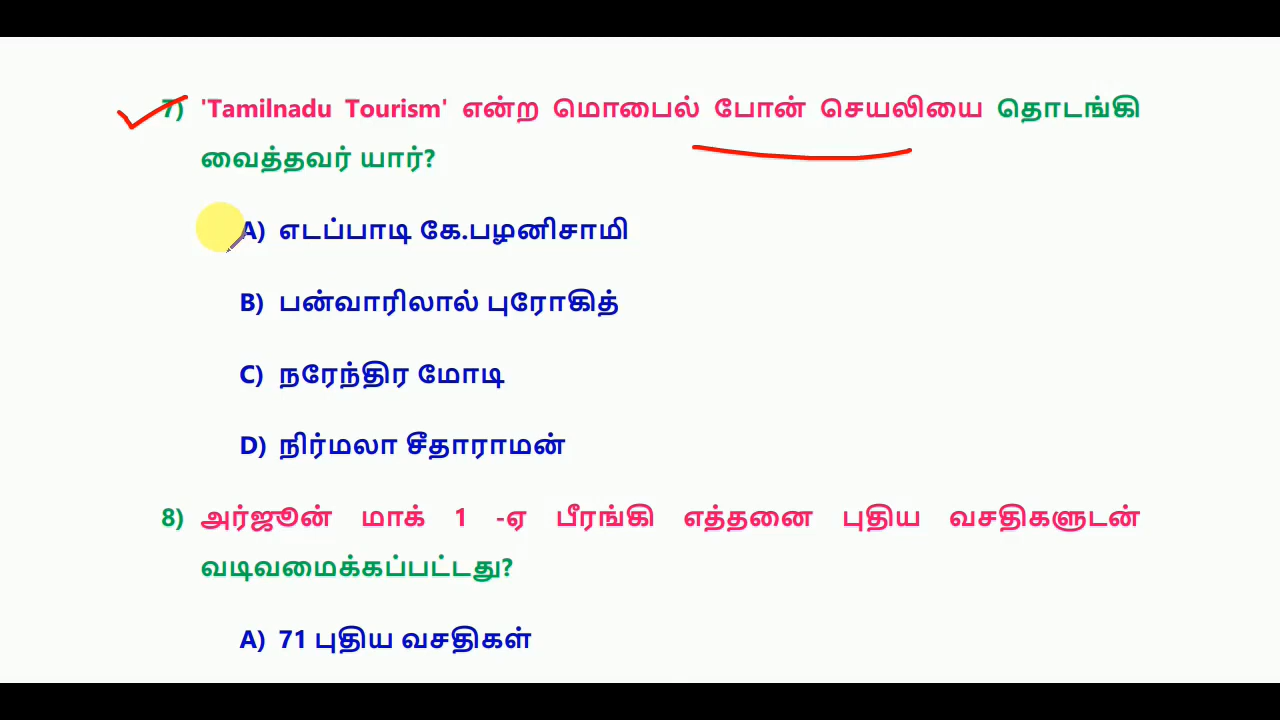 7) 'Tamilnadu Tourism' என்ற மொபைல் போன் செயலியை தொடங்கி
வைத்தவர் யார்?
A) எடப்பாடி கே.பழனிசாமி
B) பன்வாரிலால் புரோகித்
C) நரேந்திர மோடி
D) நிர்மலா சீதாராமன்
8) அர்ஜூன் மாக் 1 -ஏ பீரங்கி எத்தனை புதிய வசதிகளுடன்
வடிவமைக்கப்பட்டது?
A) 71 புதிய வசதிகள்